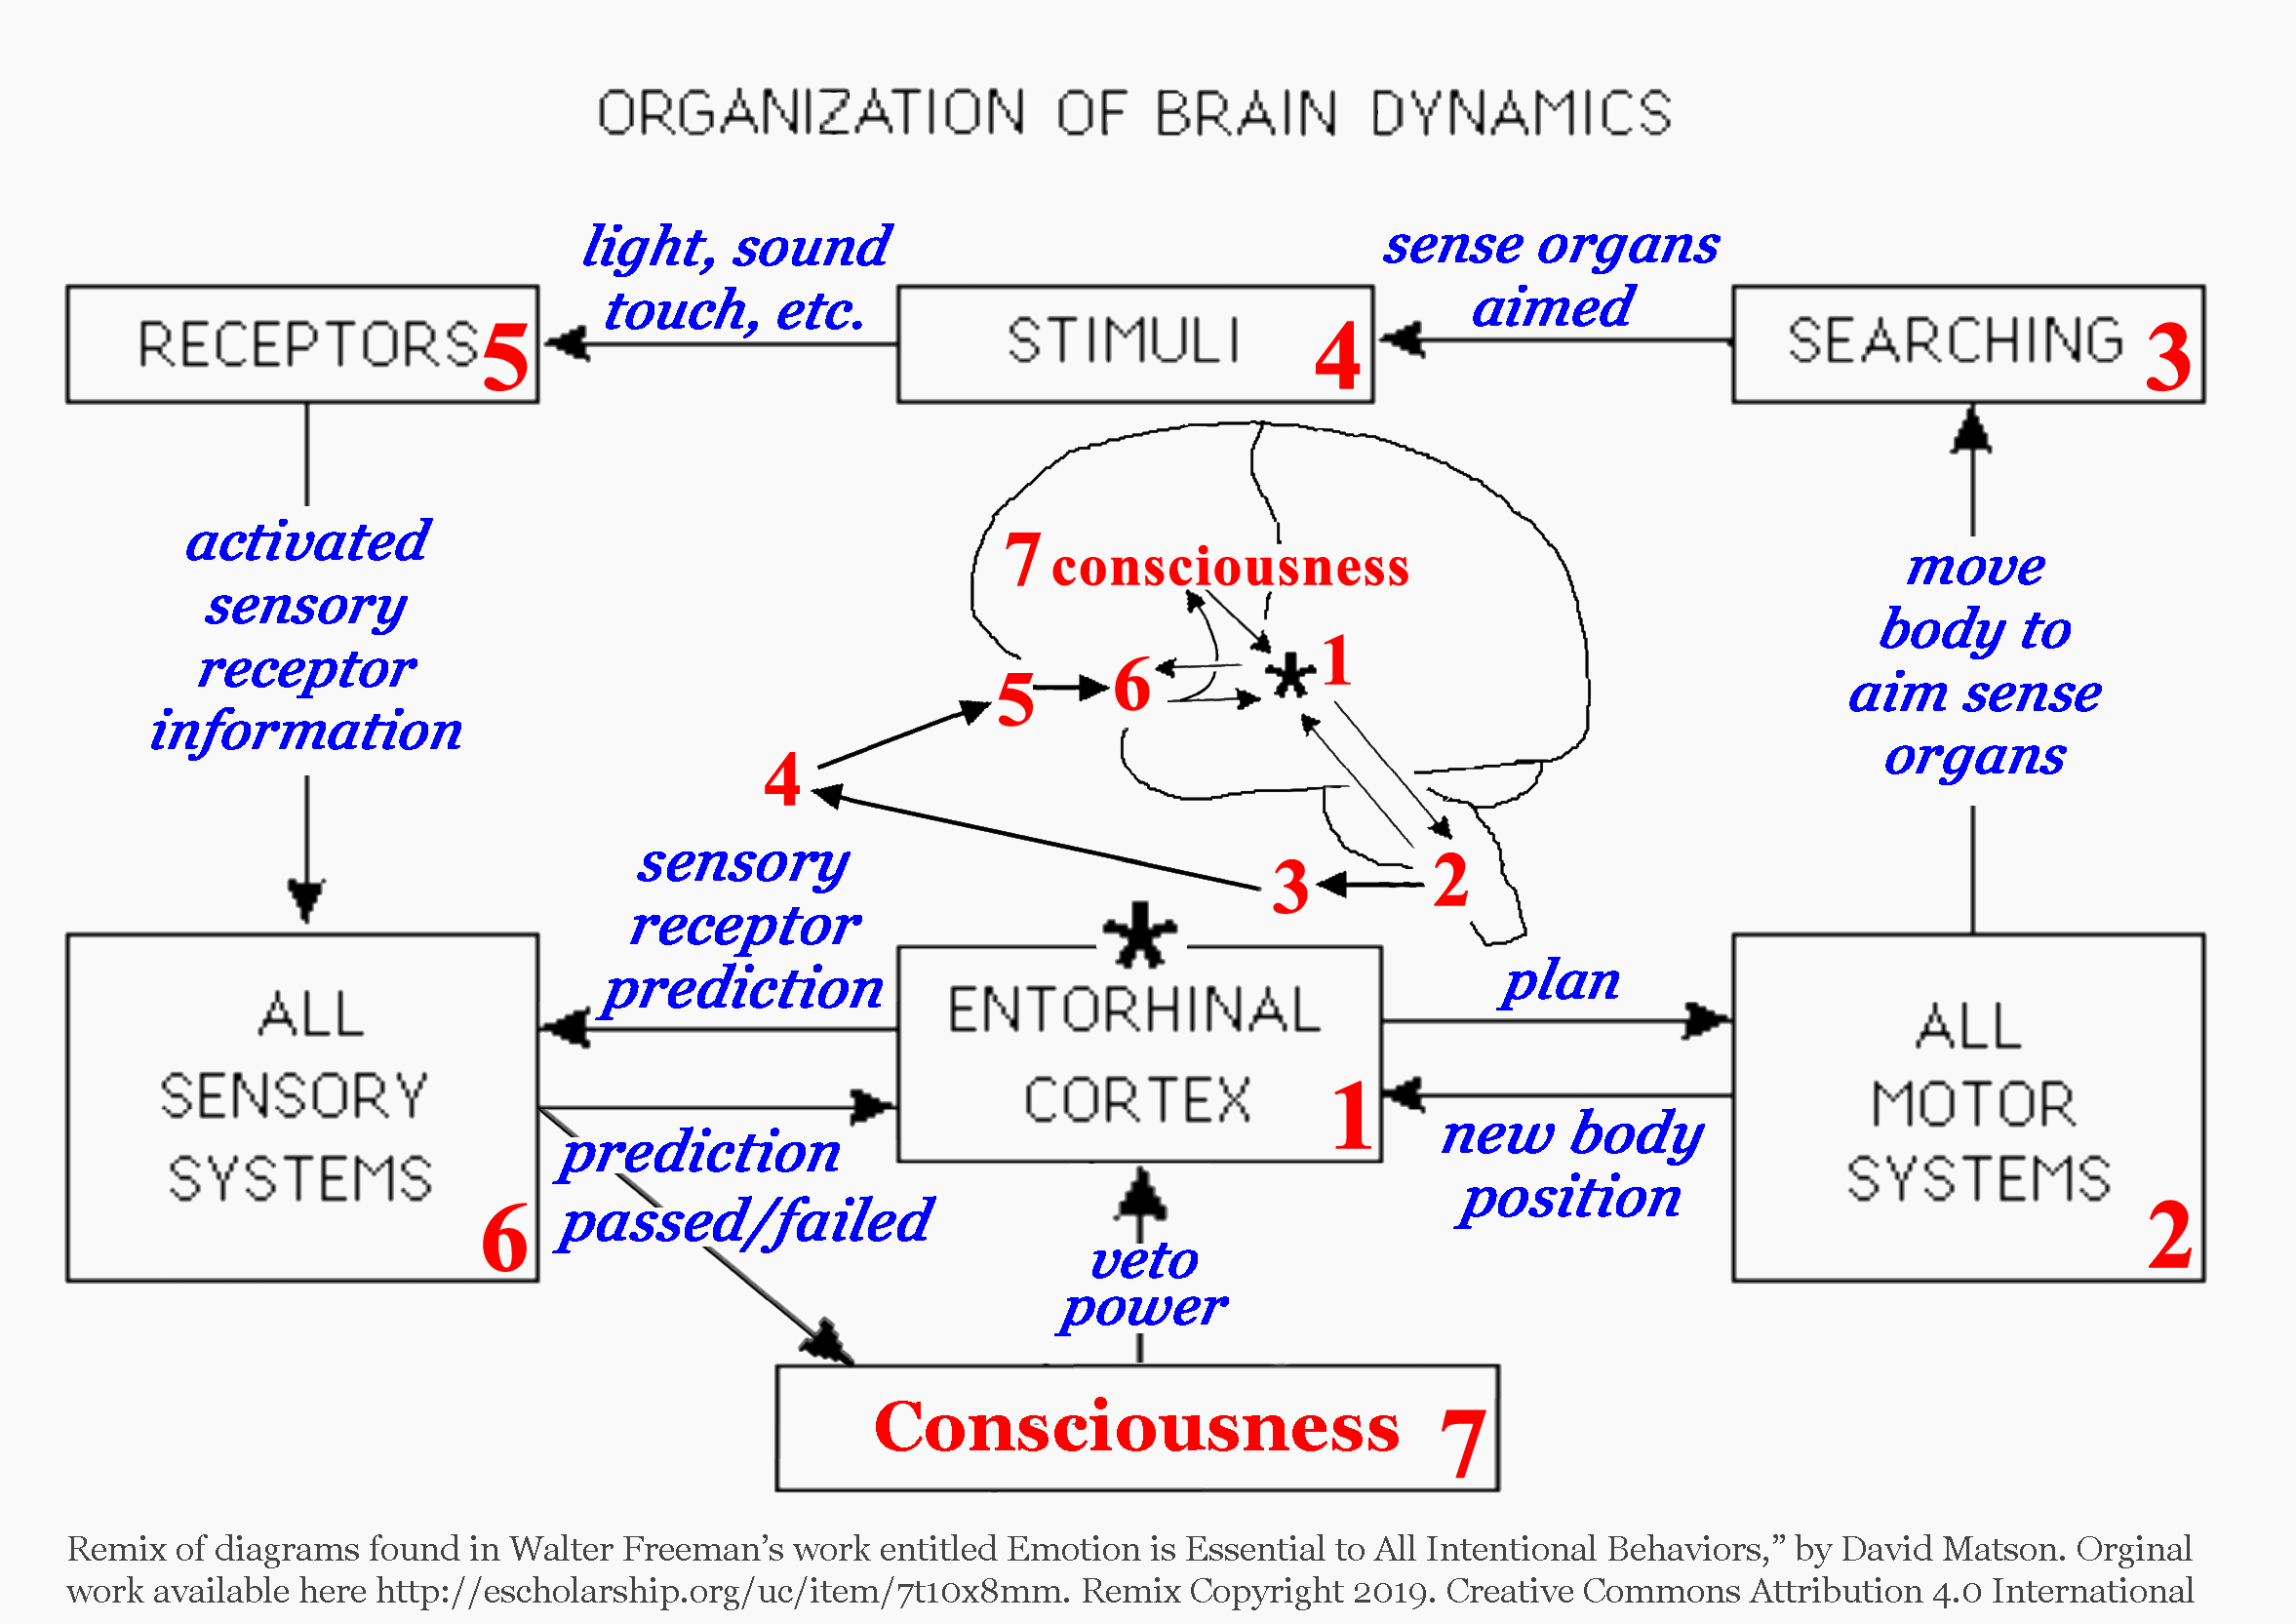 ORGANIZATION OF BRAIN DYNAMICS
light, sound
touch, etc.
sense organs
aimed
RECEPTORS 5
STIMULI 4
SEARCHING 3
activated
sensory
receptor
information
7 consciousness
1
*
5
6
4
3
2
move
body to
aim sense
organs
sensory
receptor
prediction
*
ENTORHINAL
CORTEX
1
plan
new body
position
ALL
SENSORY
SYSTEMS
6
ALL
MOTOR
SYSTEMS
2
prediction
passed/failed
veto
power
Consciousness 7
Remix of diagrams found in Walter Freeman’s work entitled Emotion is Essential to All Intentional Behaviors,” by David Matson. Orginal
work available here http://escholarship.org/uc/item/7t10x8mm. Remix Copyright 2019. Creative Commons Attribution 4.0 International